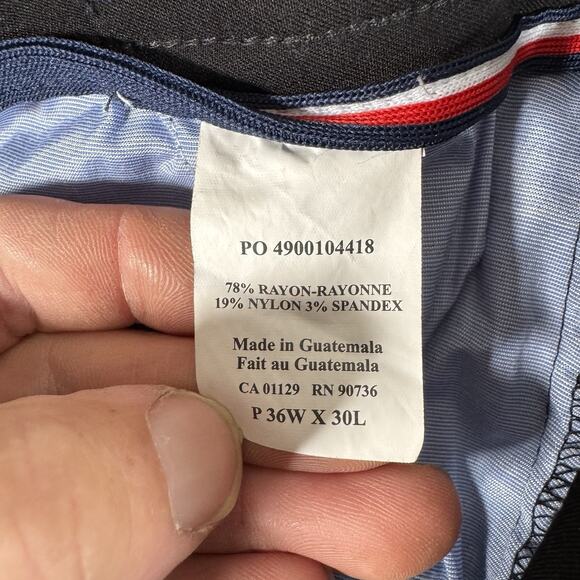 PO 4900104418
78% RAYON-RAYONNE
19% NYLON 3% SPANDEX
Made in Guatemala
Fait au Guatemala
CA 01129 RN 90736
P 36W X 30L